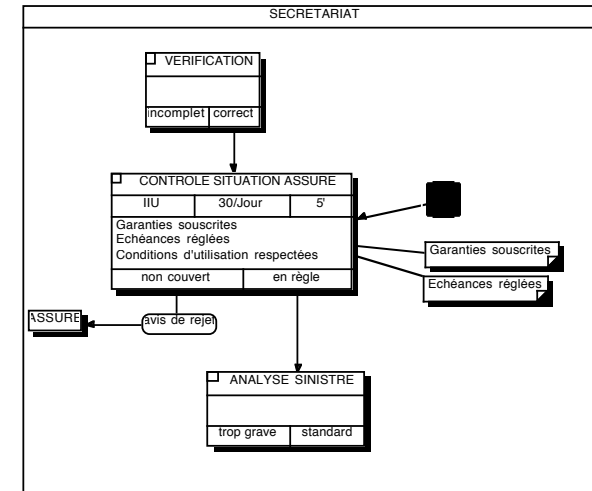 SECRETARIAT
VERIFICATION
incomplet correct
CONTROLE SITUATION ASSURE
IIU 30/Jour 5'
Garanties souscrites
Echéances réglées
Conditions d'utilisation respectées
non couvert en règle
Garanties souscrites
Echéances réglées
ASSURE
avis de rejet
ANALYSE SINISTRE
trop grave standard